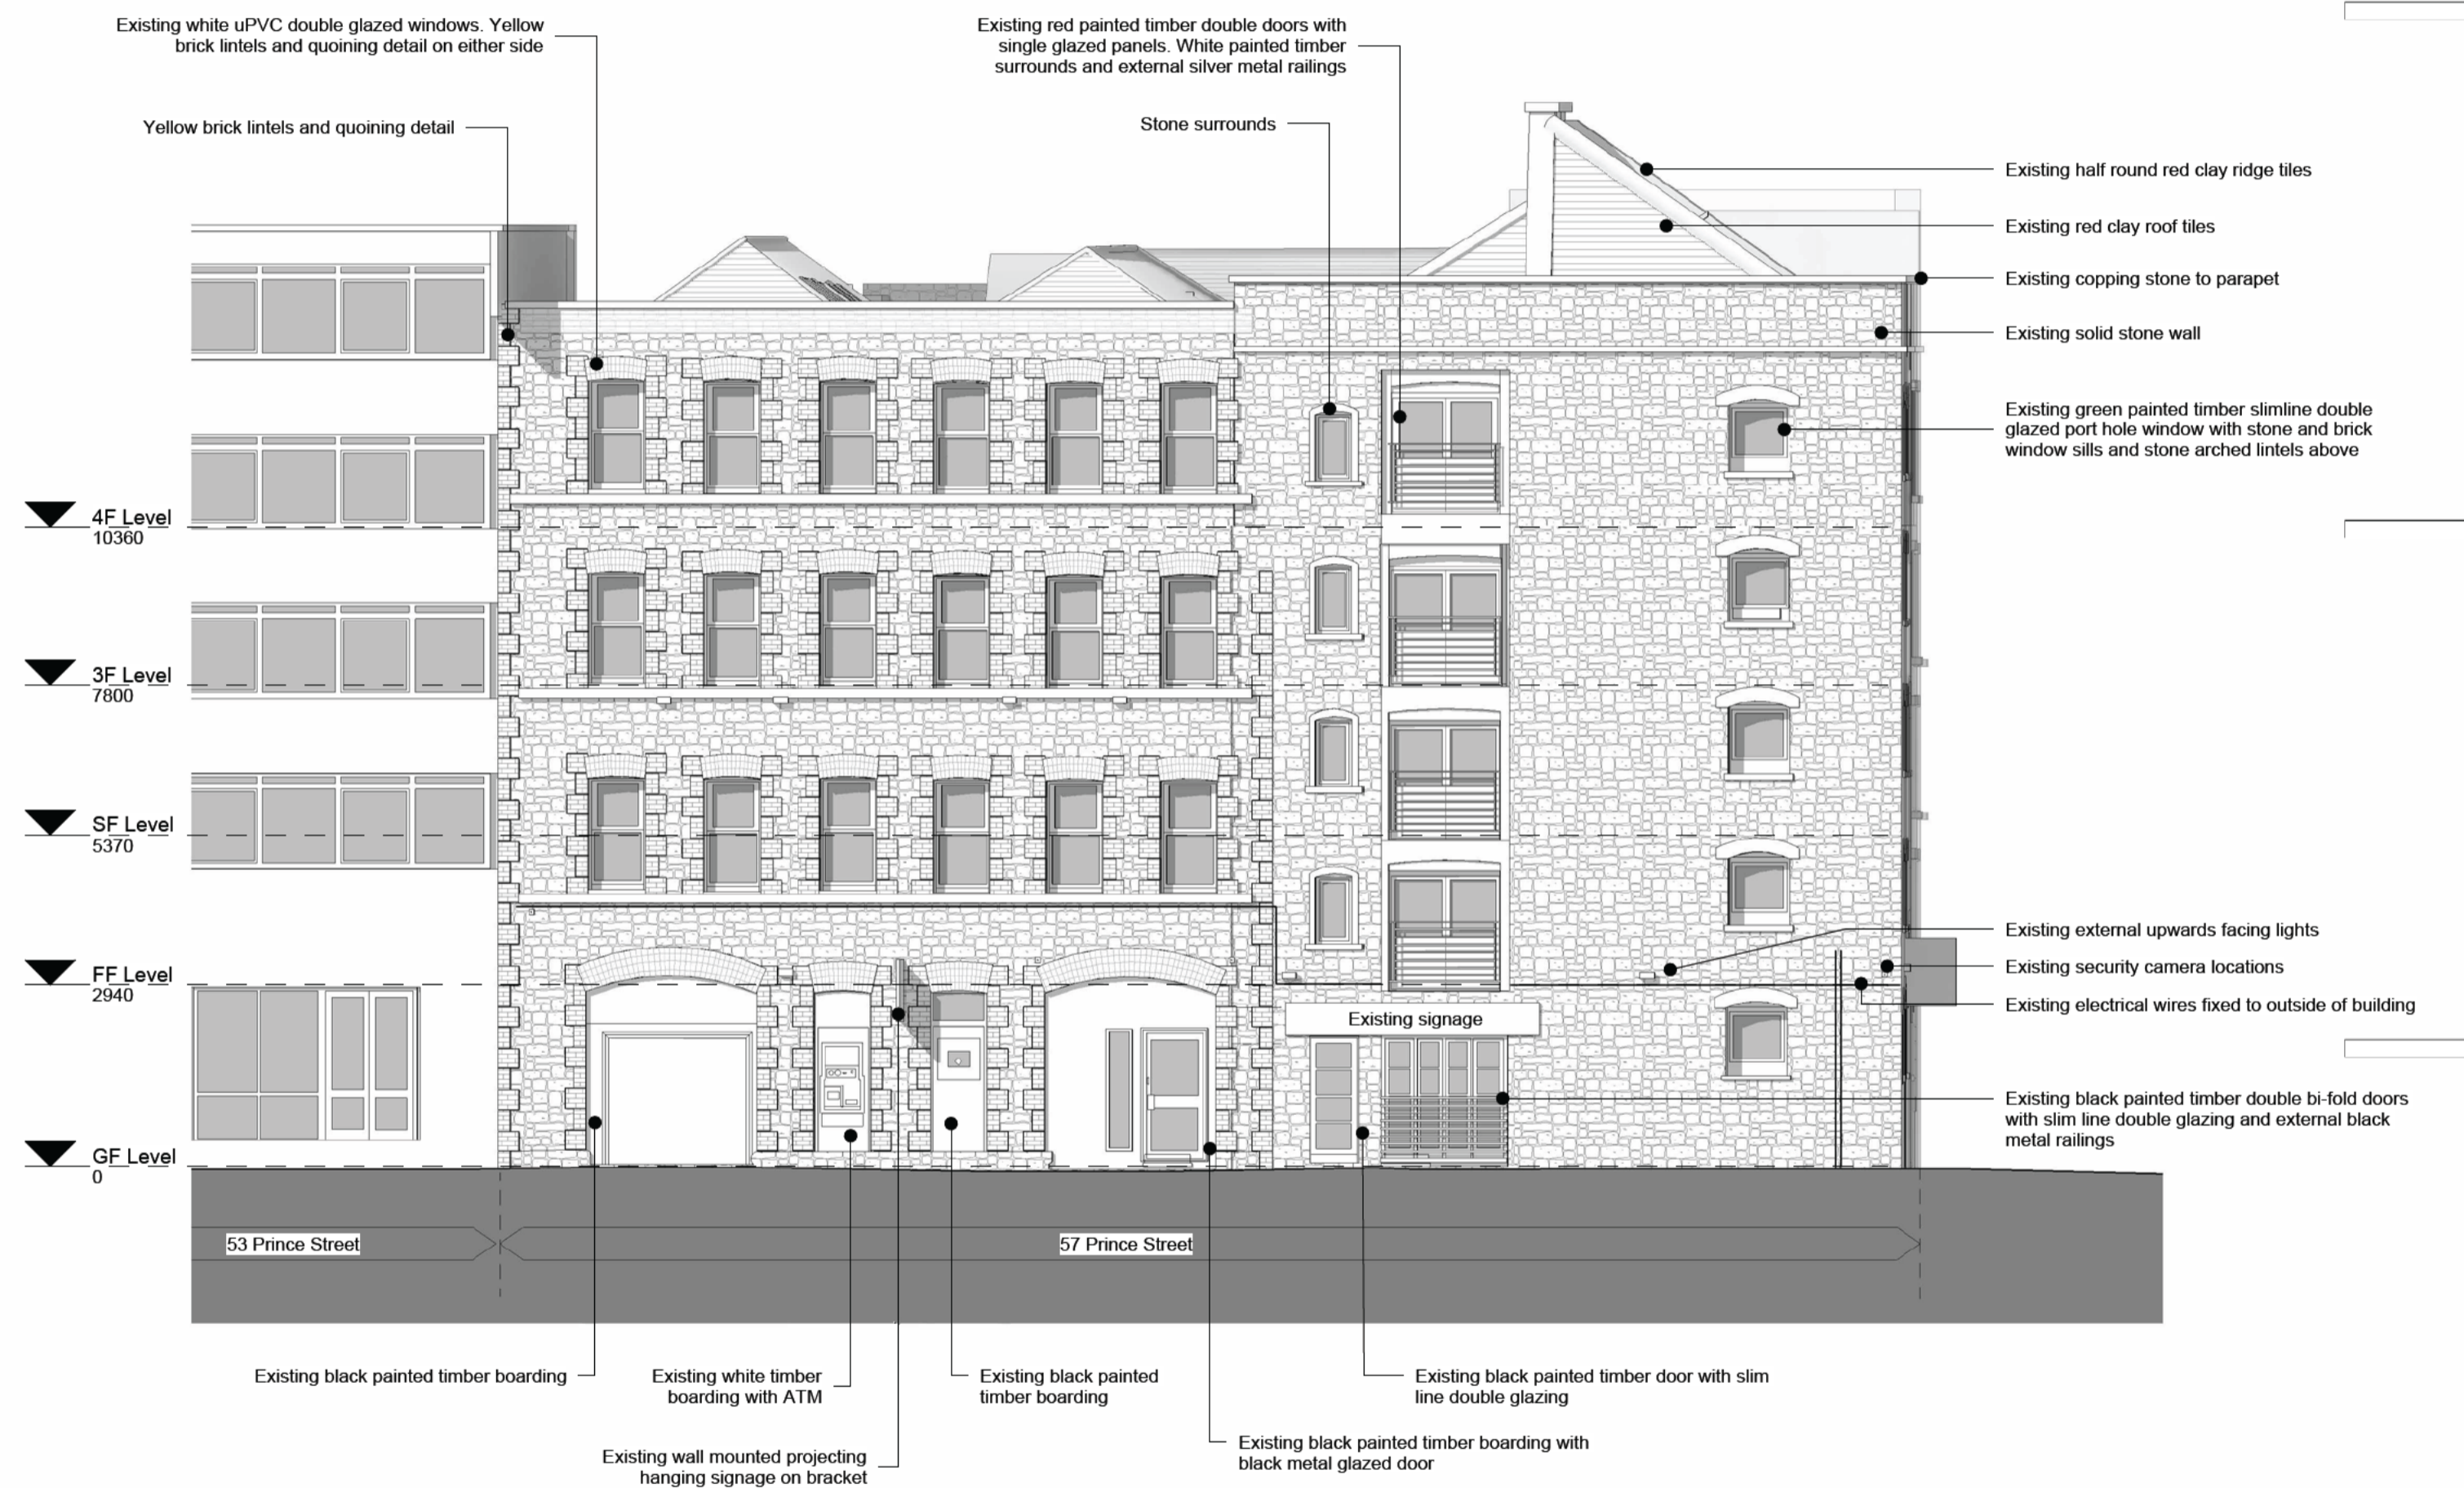 Existing white uPVC double glazed windows. Yellow
brick lintels and quoining detail on either side
Existing red painted timber double doors with
single glazed panels. White painted timber
surrounds and external silver metal railings
Yellow brick lintels and quoining detail
Stone surrounds
Existing half round red clay ridge tiles
Existing red clay roof tiles
Existing copping stone to parapet
Existing solid stone wall
Existing green painted timber slimline double
glazed port hole window with stone and brick
window sills and stone arched lintels above
4F Level
10360
3F Level
7800
SF Level
5370
FF Level
2940
GF Level
0
Existing external upwards facing lights
Existing security camera locations
Existing electrical wires fixed to outside of building
Existing signage
Existing black painted timber double bi-fold doors
with slim line double glazing and external black
metal railings
53 Prince Street
57 Prince Street
Existing black painted timber boarding
Existing white timber
boarding with ATM
Existing black painted
timber boarding
Existing black painted timber door with slim
line double glazing
Existing wall mounted projecting
hanging signage on bracket
Existing black painted timber boarding with
black metal glazed door